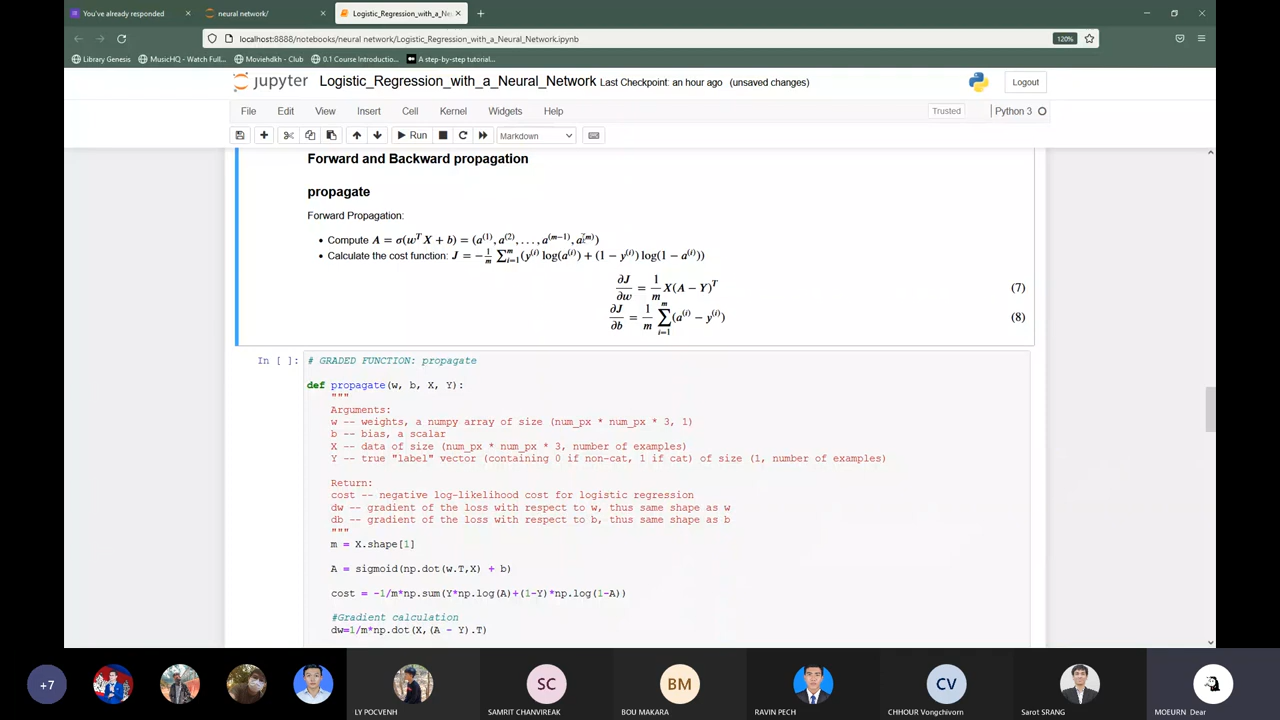 You've already responded
neural network/
Logistic_Regression_with_a_Ne
localhost:8888/notebooks/neural network/Logistic_Regression_with_a_Neural_Network.ipynb
120%
Library Genesis
MusicHQ - Watch Full...
Moviehdkh - Club
0.1 Course Introductio...
A step-by-step tutorial...
jupyter Logistic_Regression_with_a_Neural_Network Last Checkpoint: an hour ago (unsaved changes)
Logout
File Edit View Insert Cell Kernel Widgets Help
Trusted
Python 3
Run
Markdown
Forward and Backward propagation
propagate
Forward Propagation:
• Compute A = σ(wᵀX + b) = (a⁽¹⁾, a⁽²⁾, . . . , a⁽ᵐ⁻¹⁾, a⁽ᵐ⁾)
• Calculate the cost function: J = −1/m ∑ᵢ₌₁ᵐ(y⁽ⁱ⁾ log(a⁽ⁱ⁾) + (1 − y⁽ⁱ⁾) log(1 − a⁽ⁱ⁾))
∂J/∂w = 1/m X(A − Y)ᵀ (7)
∂J/∂b = 1/m ∑ᵢ₌₁ᵐ(a⁽ⁱ⁾ − y⁽ⁱ⁾) (8)
In [ ]: # GRADED FUNCTION: propagate
def propagate(w, b, X, Y):
"""
Arguments:
w -- weights, a numpy array of size (num_px * num_px * 3, 1)
b -- bias, a scalar
X -- data of size (num_px * num_px * 3, number of examples)
Y -- true "label" vector (containing 0 if non-cat, 1 if cat) of size (1, number of examples)
Return:
cost -- negative log-likelihood cost for logistic regression
dw -- gradient of the loss with respect to w, thus same shape as w
db -- gradient of the loss with respect to b, thus same shape as b
"""
m = X.shape[1]
A = sigmoid(np.dot(w.T,X) + b)
cost = -1/m*np.sum(Y*np.log(A)+(1-Y)*np.log(1-A))
#Gradient calculation
dw=1/m*np.dot(X,(A - Y).T)
+7
LY POCVENH
SC
SAMRIT CHANVIREAK
BM
BOU MAKARA
RAVIN PECH
CV
CHHOUR Vongchivorn
Sarot SRANG
MOEURN Dear